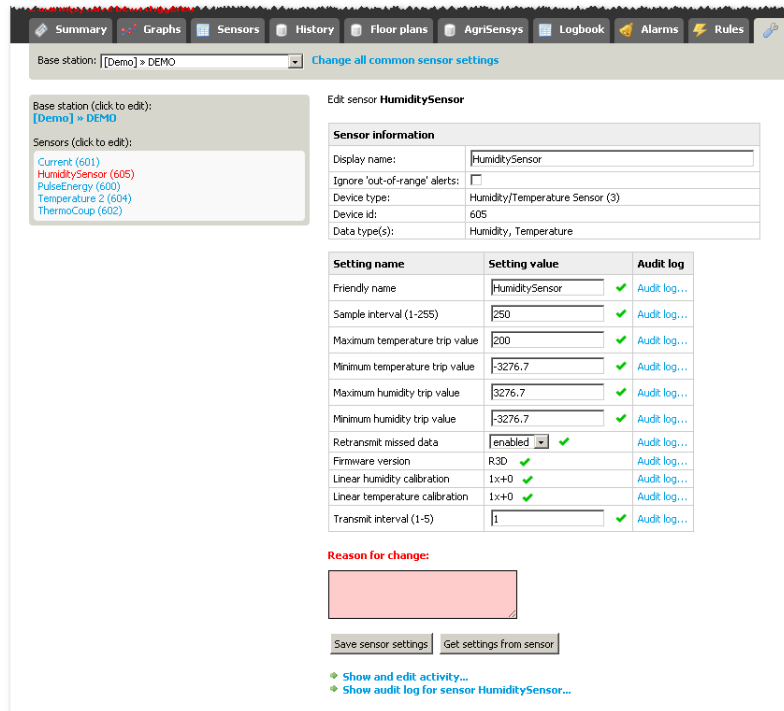 Summary Graphs Sensors History Floor plans AgriSensys Logbook Alarms Rules
Base station: [Demo] » DEMO Change all common sensor settings
Base station (click to edit):
[Demo] » DEMO
Sensors (click to edit):
Current (601)
HumiditySensor (605)
PulseEnergy (600)
Temperature 2 (604)
ThermoCoup (602)
Edit sensor HumiditySensor
Sensor information
Display name: HumiditySensor
Ignore 'out-of-range' alerts:
Device type: Humidity/Temperature Sensor (3)
Device id: 605
Data type(s): Humidity, Temperature
Setting name Setting value Audit log
Friendly name HumiditySensor Audit log...
Sample interval (1-255) 250 Audit log...
Maximum temperature trip value 200 Audit log...
Minimum temperature trip value -3276.7 Audit log...
Maximum humidity trip value 3276.7 Audit log...
Minimum humidity trip value -3276.7 Audit log...
Retransmit missed data enabled Audit log...
Firmware version R3D Audit log...
Linear humidity calibration 1x+0 Audit log...
Linear temperature calibration 1x+0 Audit log...
Transmit interval (1-5) 1 Audit log...
Reason for change:
Save sensor settings Get settings from sensor
Show and edit activity...
Show audit log for sensor HumiditySensor...